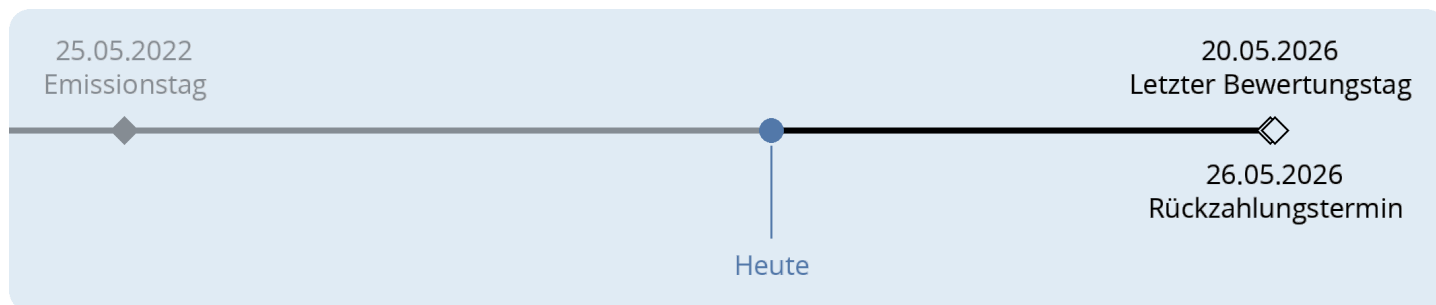 25.05.2022
Emissionstag
20.05.2026
Letzter Bewertungstag
26.05.2026
Rückzahlungstermin
Heute